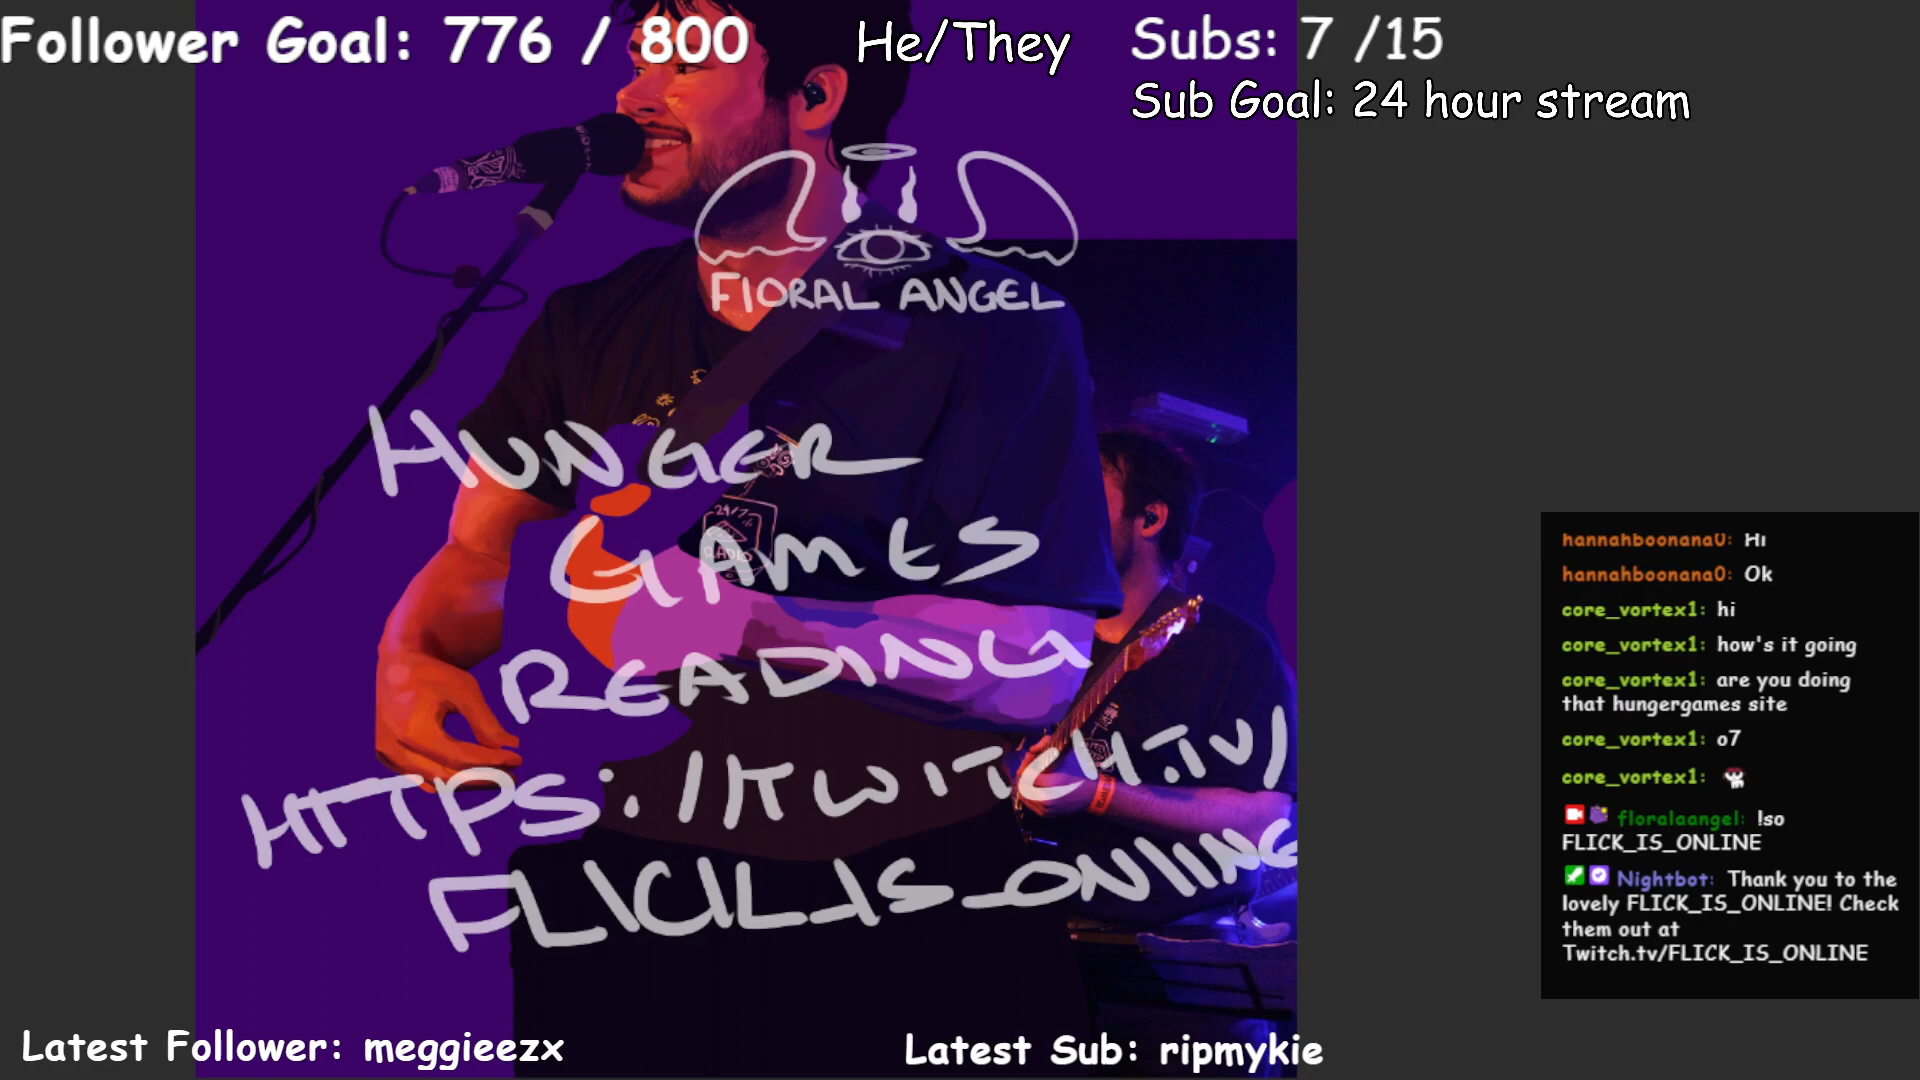 Follower Goal: 776 / 800
He/They
Subs: 7 /15
Sub Goal: 24 hour stream
FlORAL ANGEL
HUNGER
GAMES
READING
HTTPS://TWITCH.TV/
FLICK_IS_ONlINE
24/7
RADIO
hannahboonana0: Hi
hannahboonana0: Ok
core_vortex1: hi
core_vortex1: how's it going
core_vortex1: are you doing
that hungergames site
core_vortex1: o7
core_vortex1:
floralaangel: !so
FLICK_IS_ONLINE
Nightbot: Thank you to the
lovely FLICK_IS_ONLINE! Check
them out at
Twitch.tv/FLICK_IS_ONLINE
Latest Follower: meggieezx
Latest Sub: ripmykie